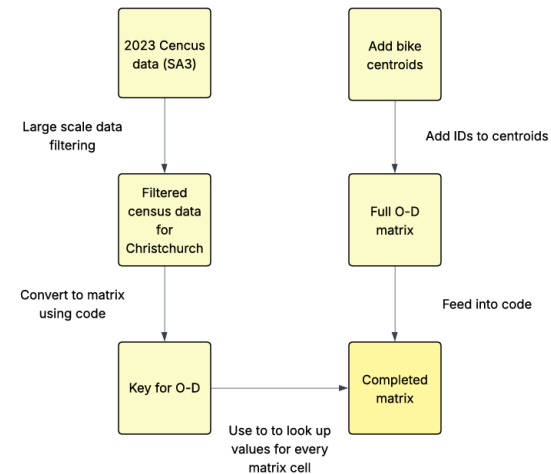 2023 Cencus
data (SA3)
Add bike
centroids
Large scale data
filtering
Add IDs to centroids
Filtered
census data
for
Christchurch
Full O-D
matrix
Convert to matrix
using code
Feed into code
Key for O-D
Completed
matrix
Use to to look up
values for every
matrix cell